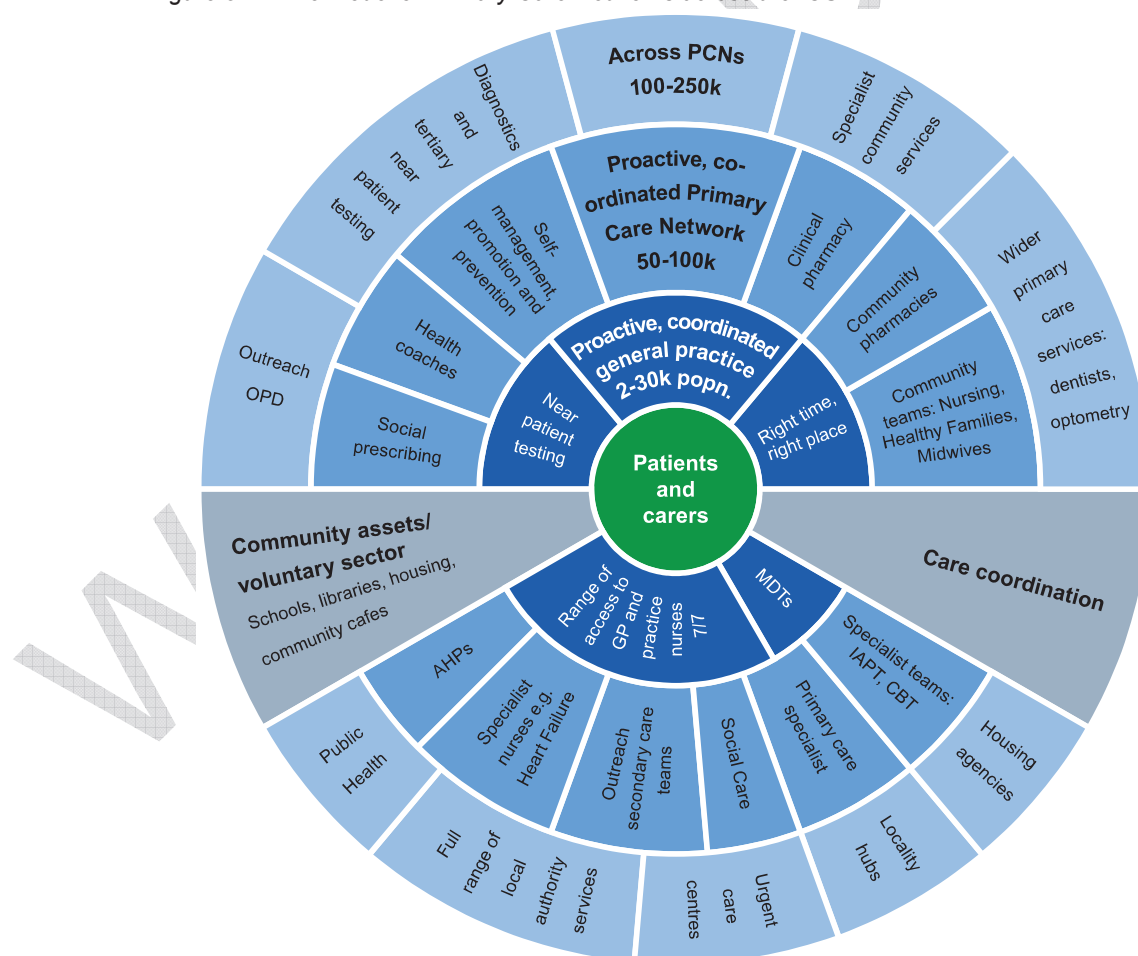 Across PCNs
100-250k
Specialist
community
services
Wider
primary
care
services:
dentists,
optometry
Diagnostics
and
tertiary
near
patient
testing
Outreach
OPD
Proactive, co-
ordinated Primary
Care Network
50-100k
Clinical
pharmacy
Community
pharmacies
Community
teams: Nursing,
Healthy Families,
Midwives
Self-
management,
promotion and
prevention
Health
coaches
Social
prescribing
Proactive, coordinated
general practice
2-30k popn.
Near
patient
testing
Right time,
right place
Patients
and
carers
Community assets/
voluntary sector
Schools, libraries, housing,
community cafes
Care coordination
Range of
access to
GP and
practice
nurses
7/7
MDTs
AHPs
Specialist
nurses e.g.
Heart Failure
Outreach
secondary care
teams
Social Care
Primary care
specialist
Specialist teams:
IAPT, CBT
Public
Health
Full
range of
local
authority
services
Urgent
care
centres
Locality
hubs
Housing
agencies